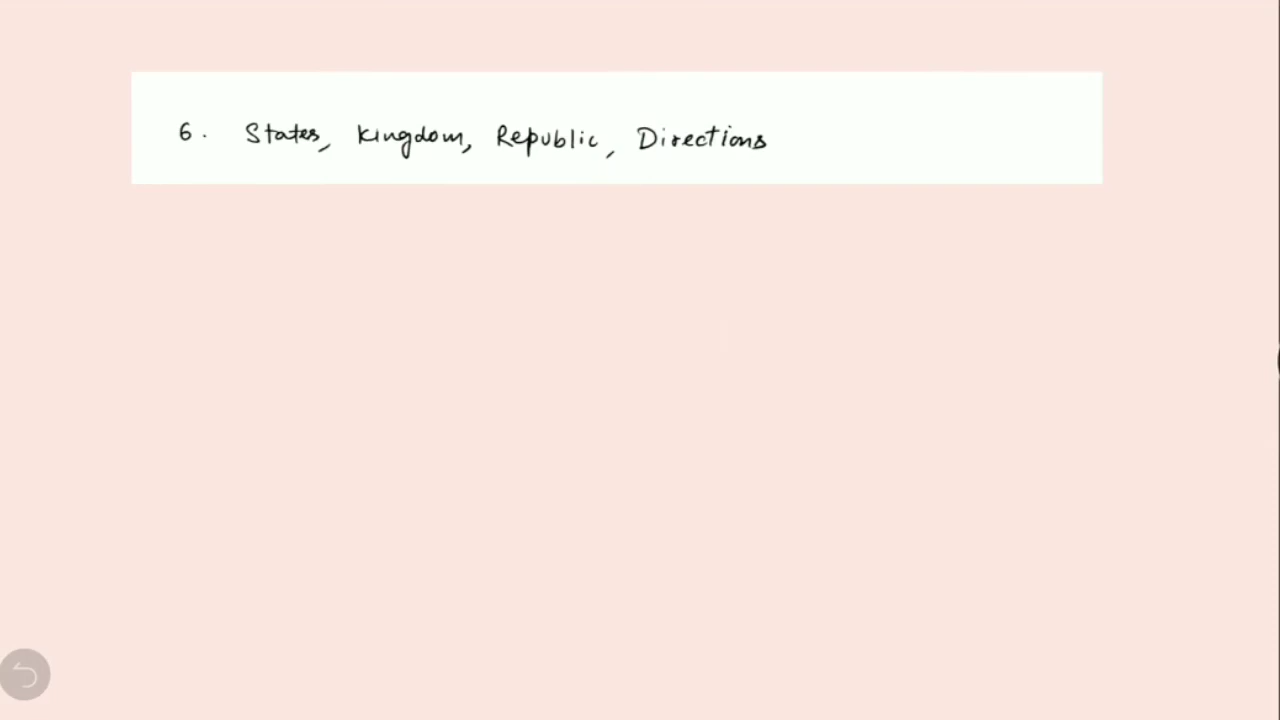 6. States, Kingdom, Republic, Directions